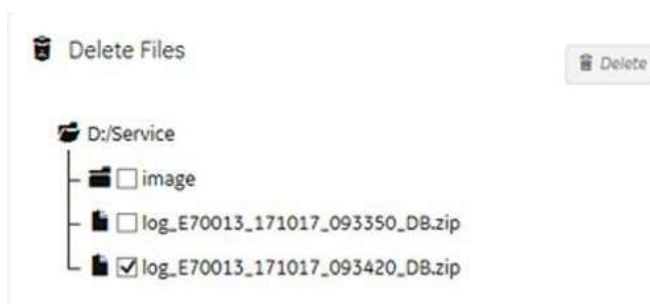 Delete Files
Delete
D:/Service
image
log_E70013_171017_093350_DB.zip
log_E70013_171017_093420_DB.zip